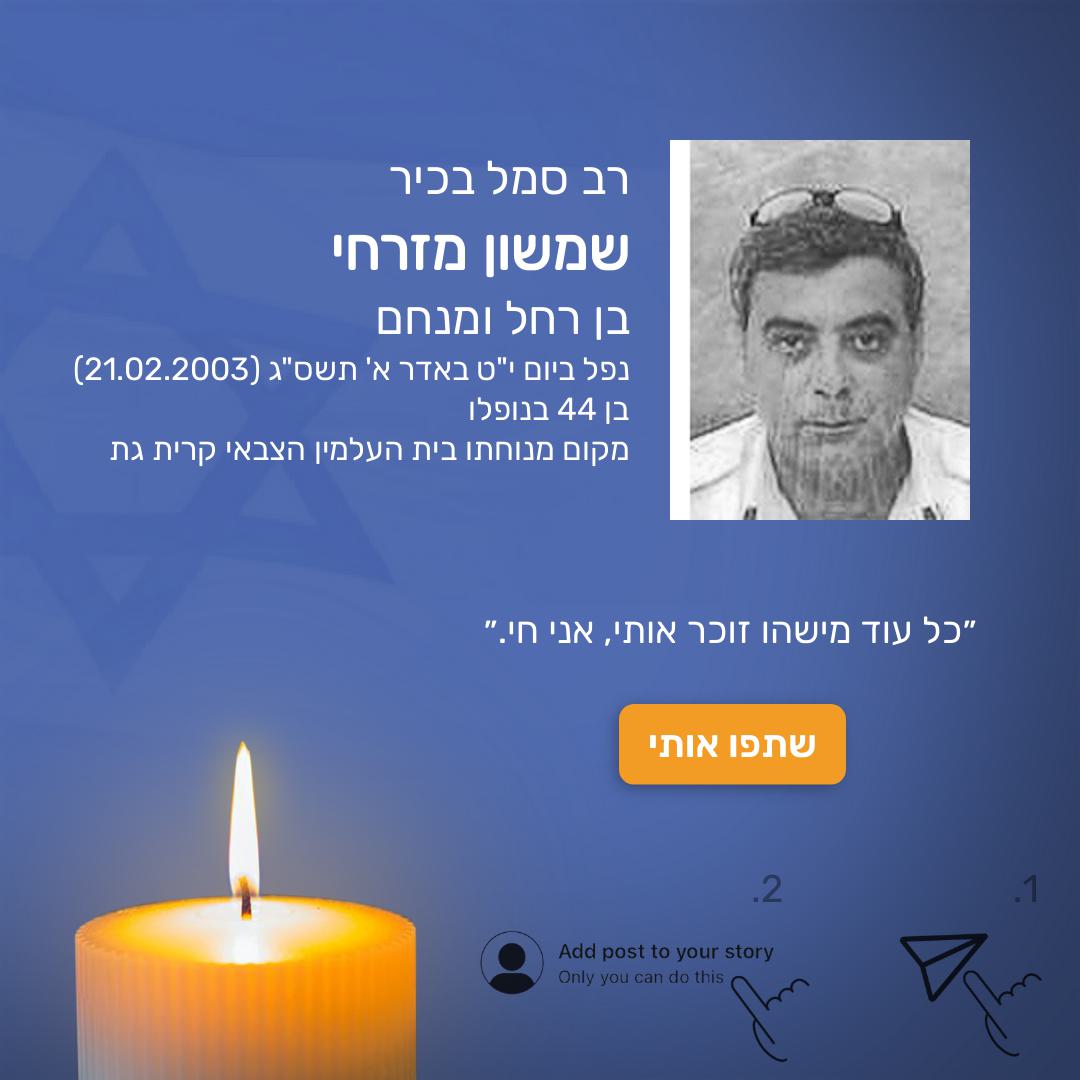 רב סמל בכיר
שמשון מזרחי
בן רחל ומנחם
נפל ביום י"ט באדר א' תשס"ג (21.02.2003)
בן 44 בנופלו
מקום מנוחתו בית העלמין הצבאי קרית גת
״כל עוד מישהו זוכר אותי, אני חי.״
שתפו אותי
1.
2.
Add post to your story
Only you can do this